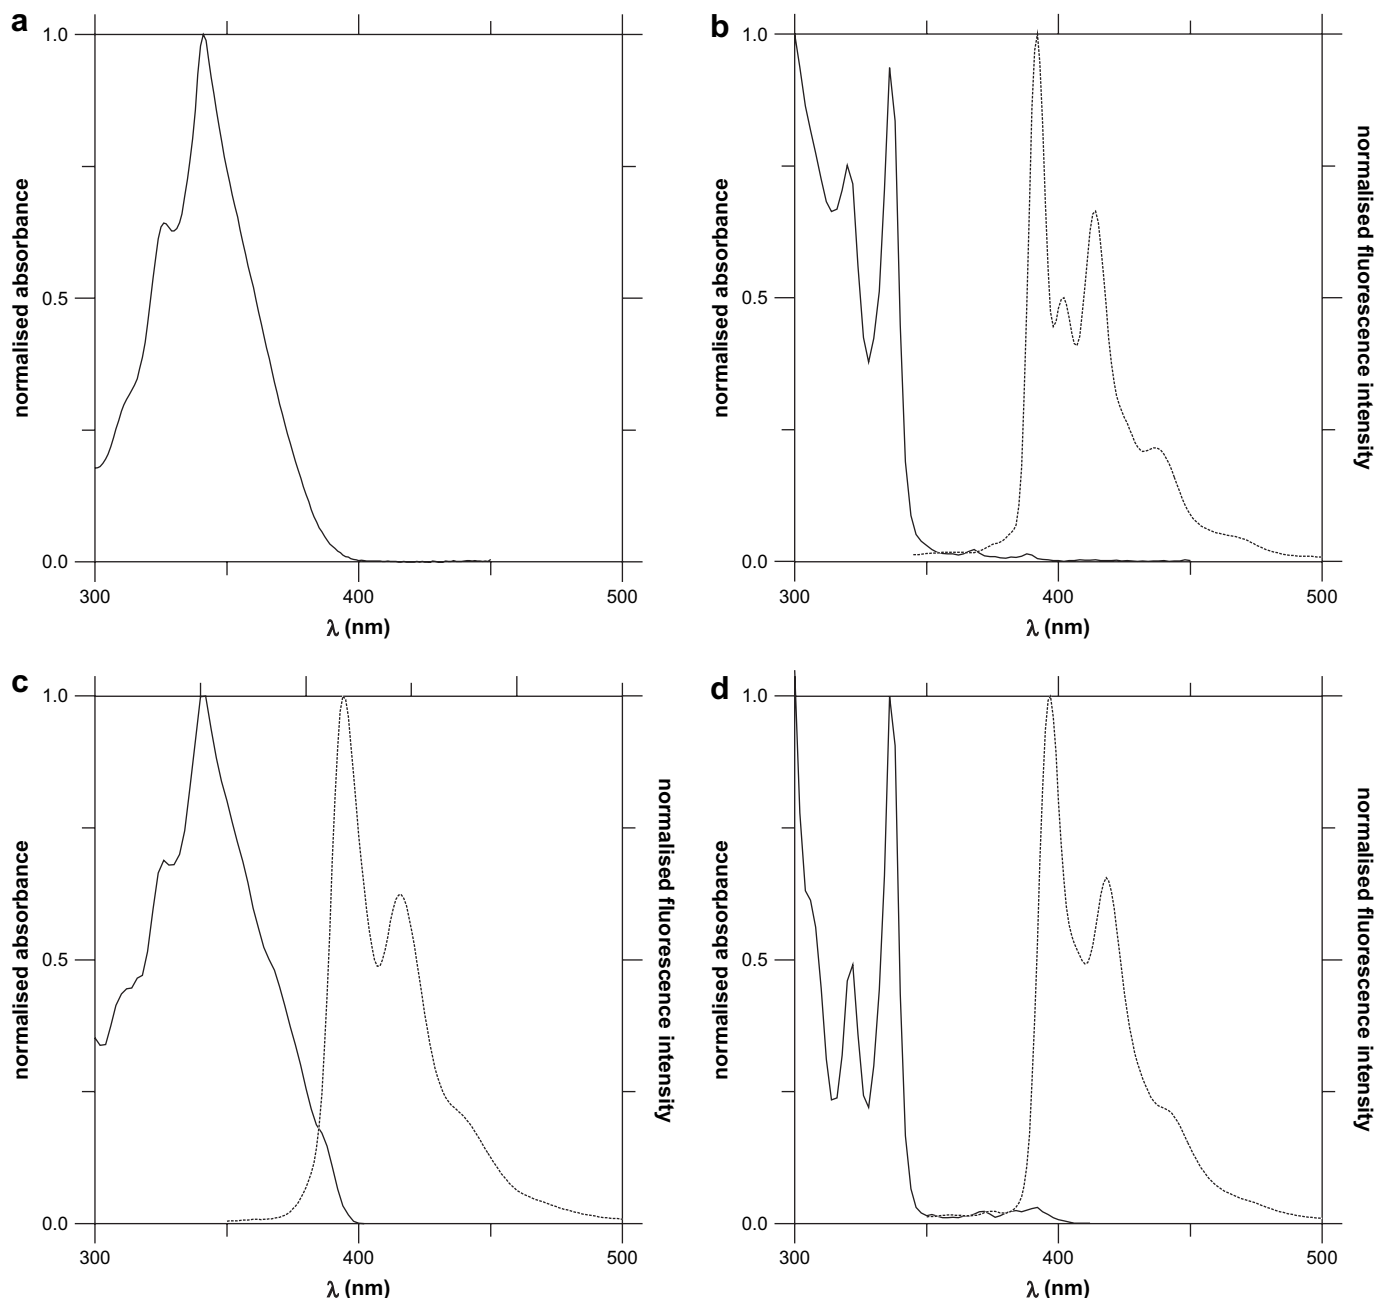 a
1.0
0.5
0.0
300
400
500
normalised absorbance
λ (nm)
b
1.0
0.5
0.0
300
400
500
normalised absorbance
normalised fluorescence intensity
λ (nm)
c
1.0
0.5
0.0
300
400
500
normalised absorbance
normalised fluorescence intensity
λ (nm)
d
1.0
0.5
0.0
300
400
500
normalised absorbance
normalised fluorescence intensity
λ (nm)